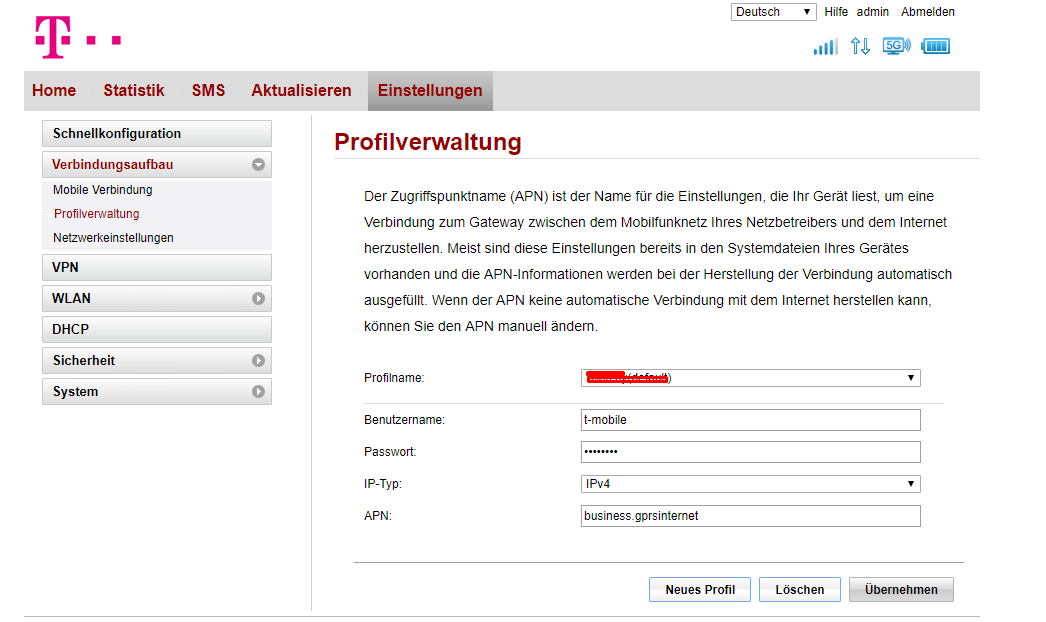 Deutsch Hilfe admin Abmelden
T
5G
Home Statistik SMS Aktualisieren Einstellungen
Schnellkonfiguration
Verbindungsaufbau
Mobile Verbindung
Profilverwaltung
Netzwerkeinstellungen
VPN
WLAN
DHCP
Sicherheit
System
Profilverwaltung
Der Zugriffspunktname (APN) ist der Name für die Einstellungen, die Ihr Gerät liest, um eine
Verbindung zum Gateway zwischen dem Mobilfunknetz Ihres Netzbetreibers und dem Internet
herzustellen. Meist sind diese Einstellungen bereits in den Systemdateien Ihres Gerätes
vorhanden und die APN-Informationen werden bei der Herstellung der Verbindung automatisch
ausgefüllt. Wenn der APN keine automatische Verbindung mit dem Internet herstellen kann,
können Sie den APN manuell ändern.
Profilname:
Benutzername: t-mobile
Passwort: ••••••••
IP-Typ: IPv4
APN: business.gprsinternet
Neues Profil Löschen Übernehmen